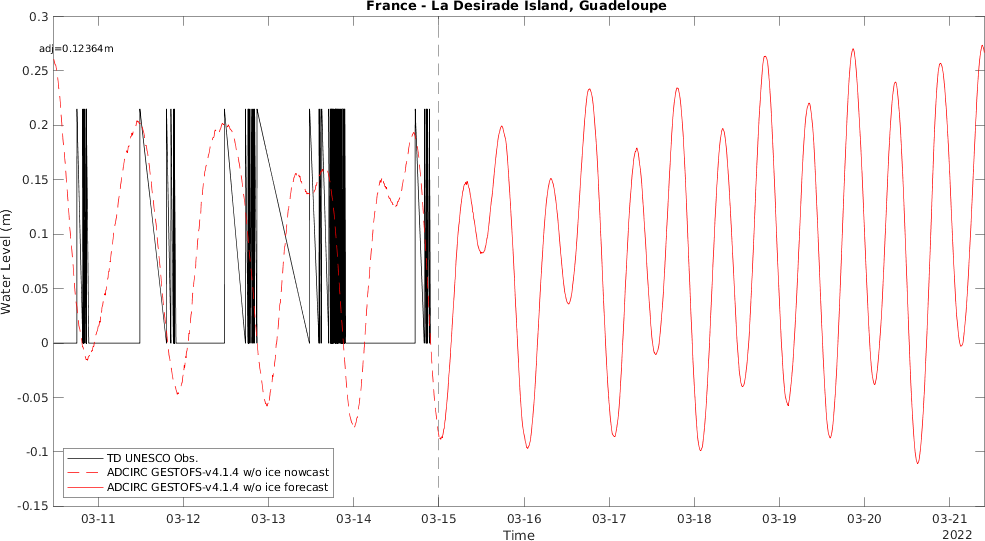 France - La Desirade Island, Guadeloupe
adj=0.12364m
0.3
0.25
0.2
0.15
0.1
0.05
0
-0.05
-0.1
-0.15
Water Level (m)
TD UNESCO Obs.
ADCIRC GESTOFS-v4.1.4 w/o ice nowcast
ADCIRC GESTOFS-v4.1.4 w/o ice forecast
03-11 03-12 03-13 03-14 03-15 03-16 03-17 03-18 03-19 03-20 03-21
Time
2022